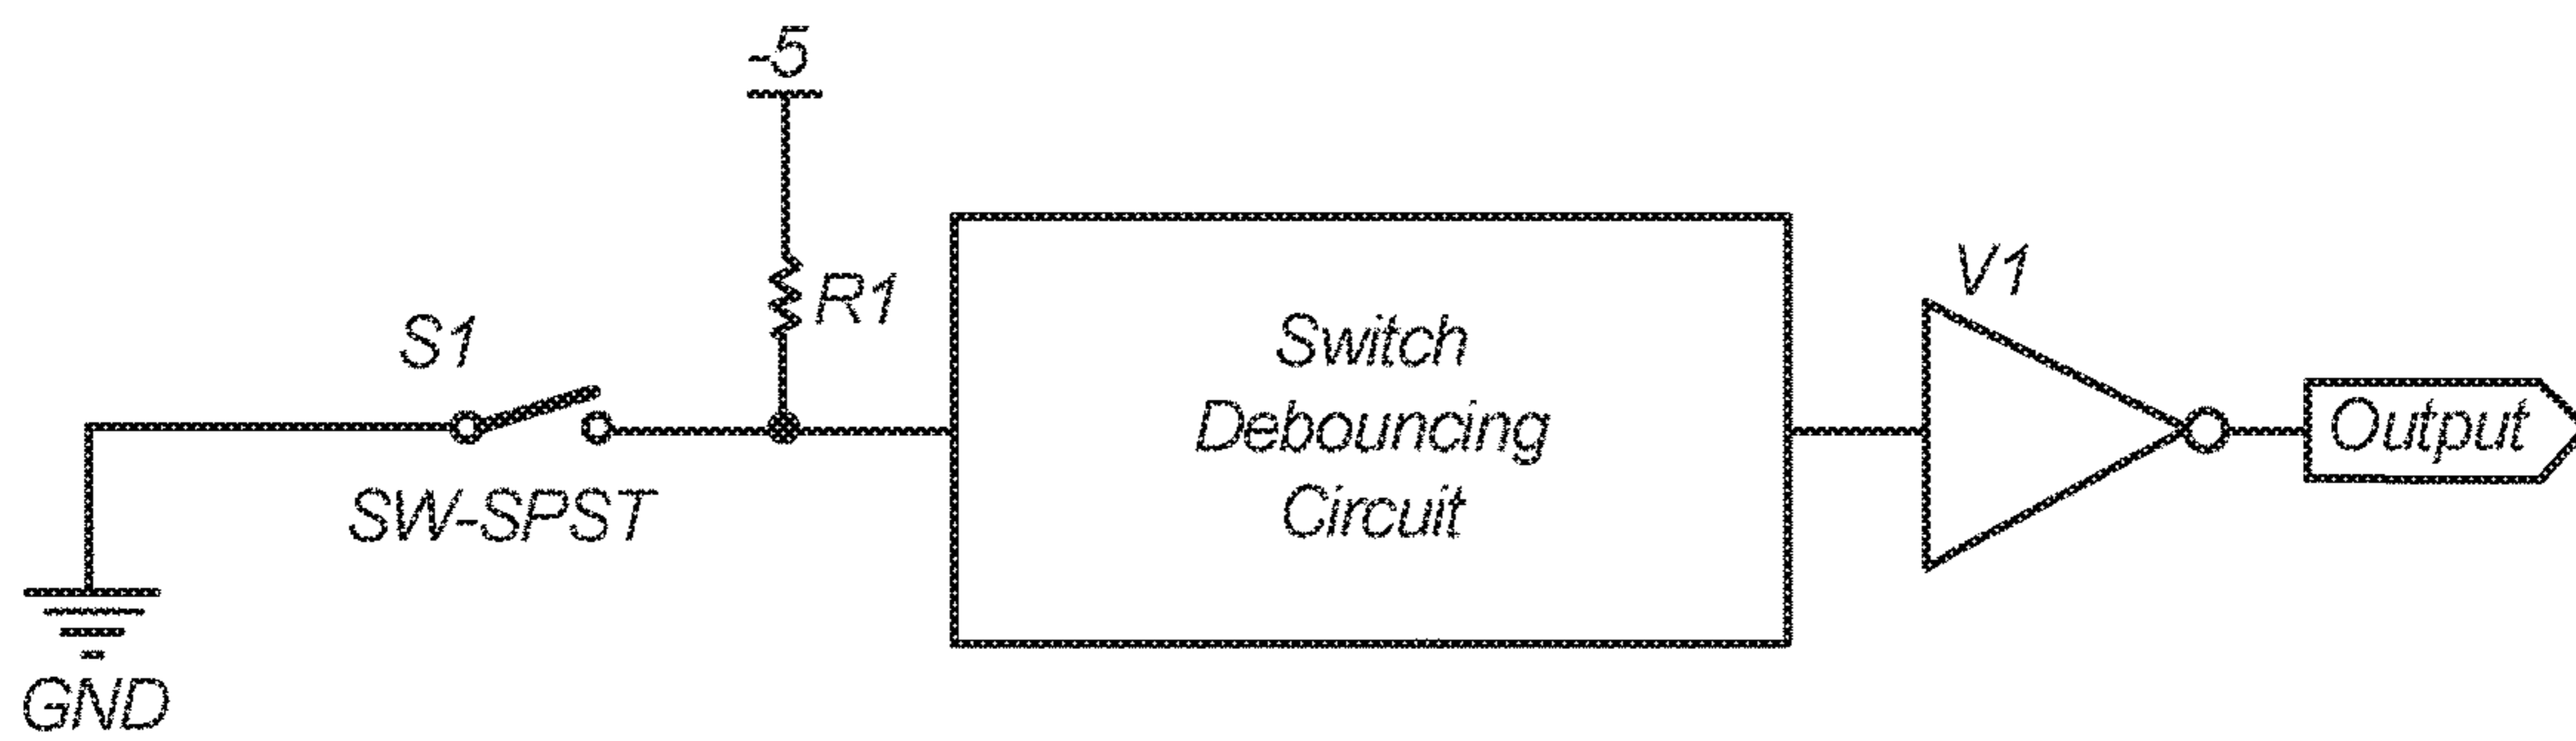 -5
R1
S1
SW-SPST
GND
Switch
Debouncing
Circuit
V1
Output